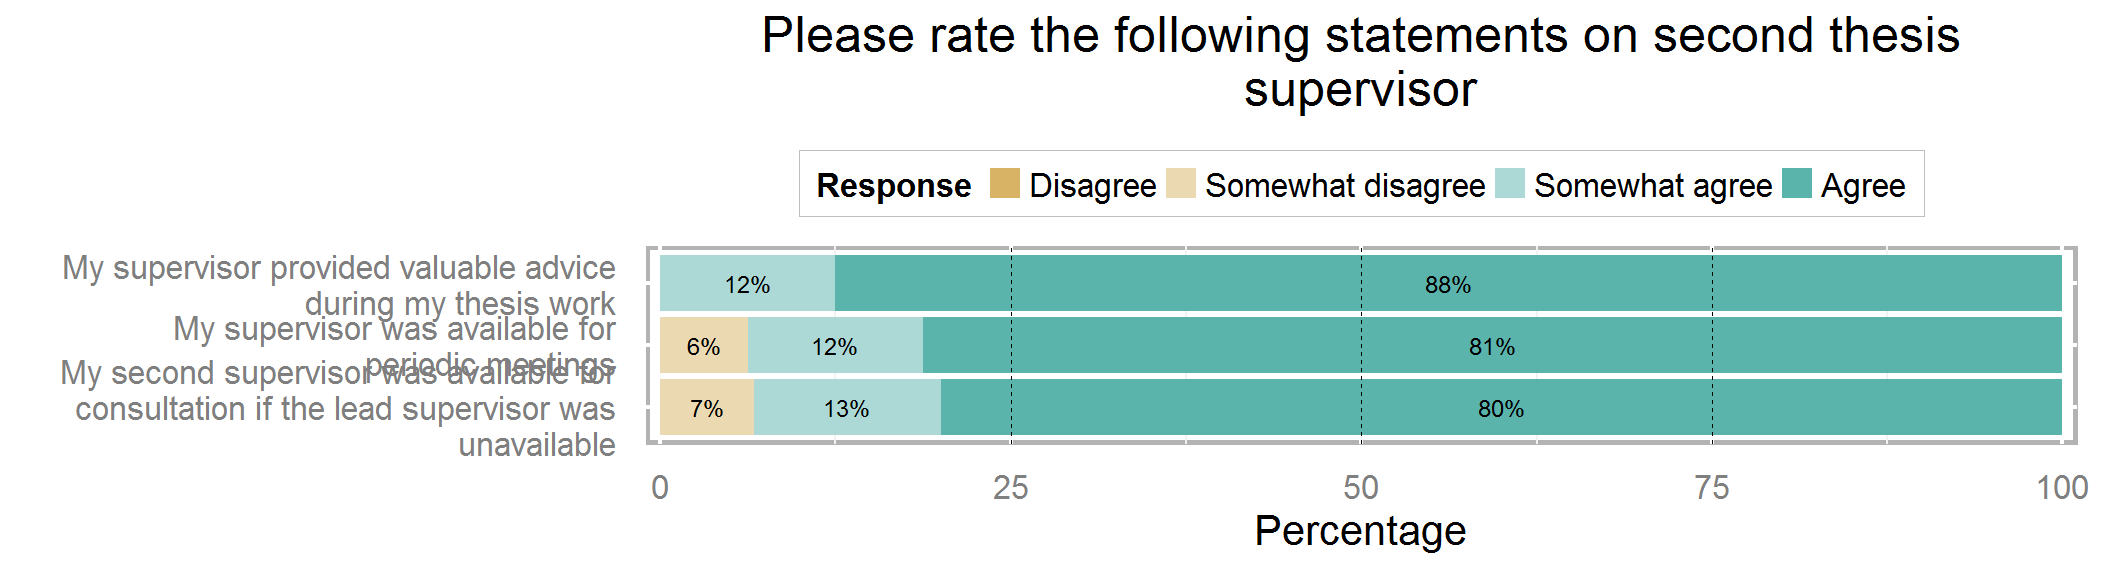 Please rate the following statements on second thesis
supervisor
Response Disagree Somewhat disagree Somewhat agree Agree
My supervisor provided valuable advice
during my thesis work
12% 88%
My supervisor was available for
periodic meetings
6% 12% 81%
My second supervisor was available for
consultation if the lead supervisor was
unavailable
7% 13% 80%
0 25 50 75 100
Percentage